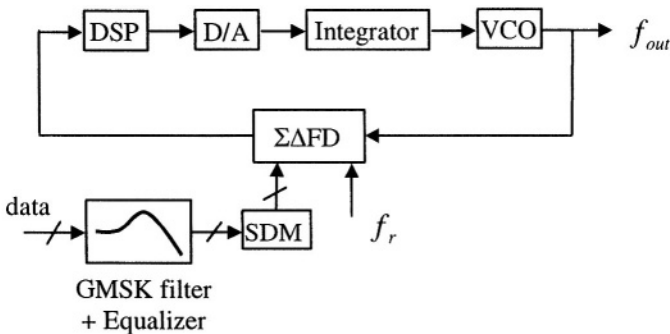 DSP
D/A
Integrator
VCO
f_out
ΣΔFD
data
SDM
f_r
GMSK filter
+ Equalizer